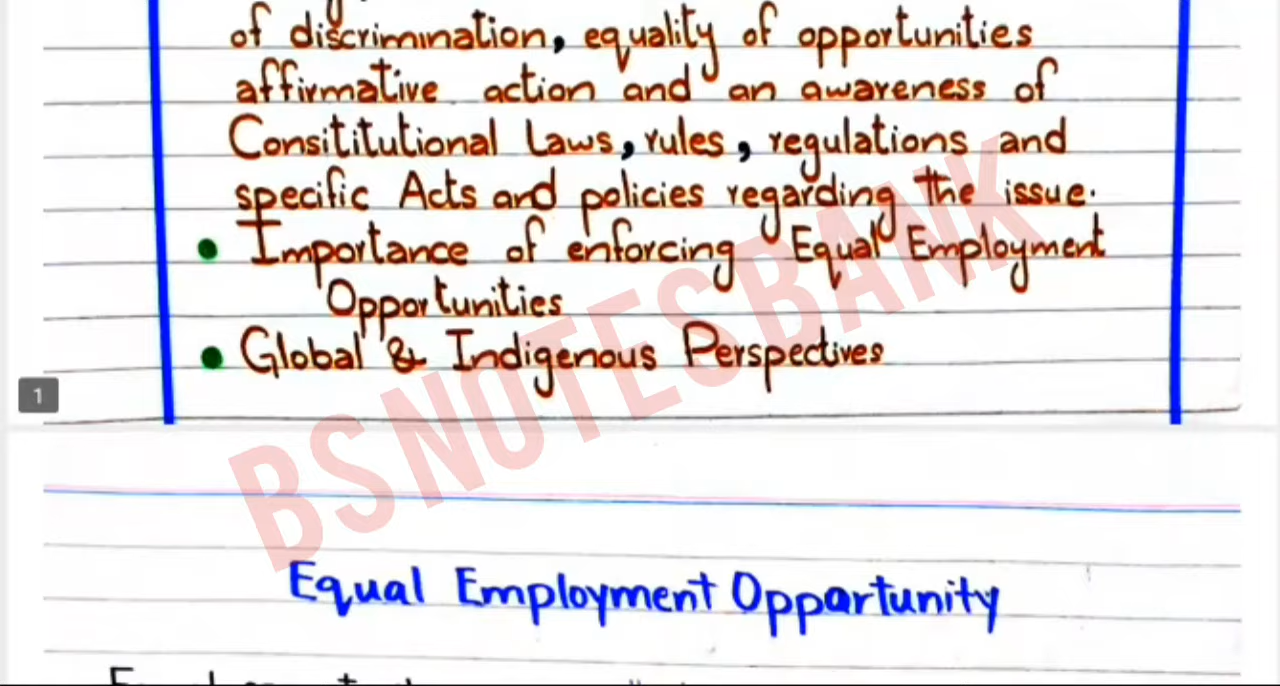 of discrimination, equality of opportunities
affirmative action and an awareness of
Consititutional Laws, rules, regulations and
specific Acts and policies regarding the issue.
• Importance of enforcing Equal Employment
Opportunities
• Global & Indigenous Perspectives
1
BSNOTESBANK
Equal Employment Opportunity